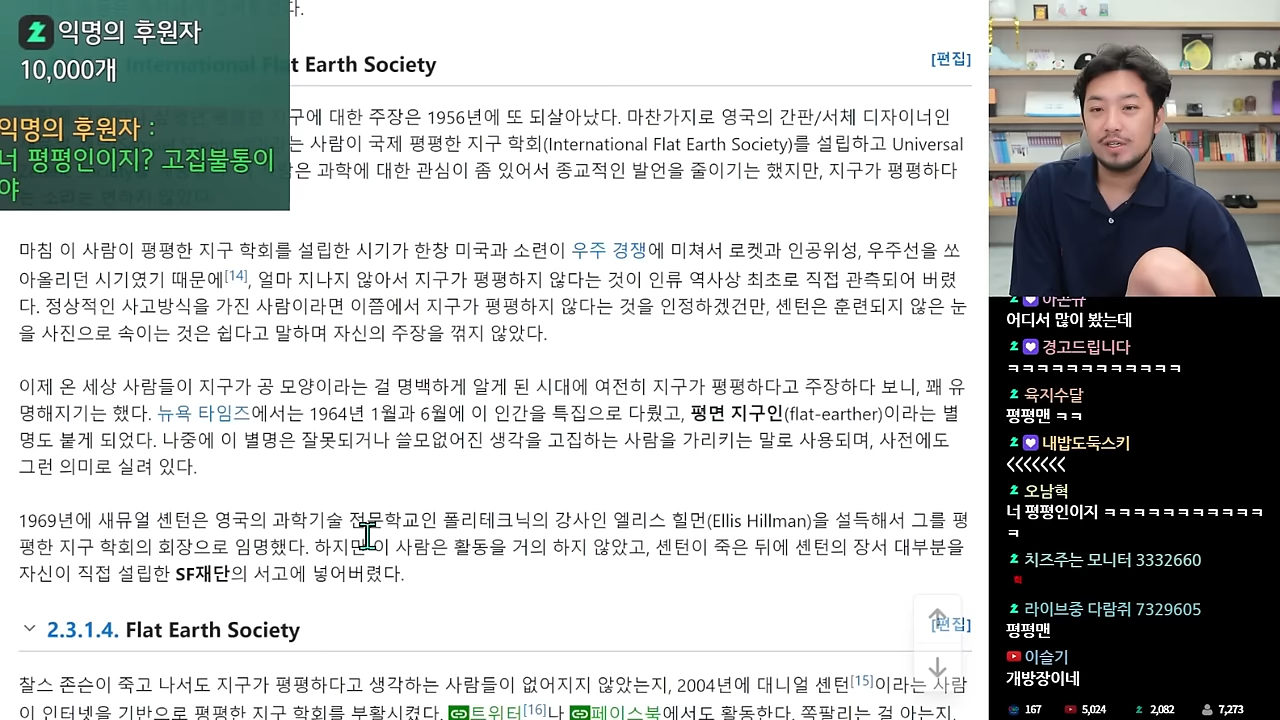 익명의 후원자
10,000개
익명의 후원자 :
너 평평인이지? 고집불통이
야
다.
International Flat Earth Society
[편집]
구에 대한 주장은 1956년에 또 되살아났다. 마찬가지로 영국의 간판/서체 디자이너인
는 사람이 국제 평평한 지구 학회(International Flat Earth Society)를 설립하고 Universal
은 과학에 대한 관심이 좀 있어서 종교적인 발언을 줄이기는 했지만, 지구가 평평하다
는 소리는 변하지 않았다.
마침 이 사람이 평평한 지구 학회를 설립한 시기가 한창 미국과 소련이 우주 경쟁에 미쳐서 로켓과 인공위성, 우주선을 쏘
아올리던 시기였기 때문에[14], 얼마 지나지 않아서 지구가 평평하지 않다는 것이 인류 역사상 최초로 직접 관측되어 버렸
다. 정상적인 사고방식을 가진 사람이라면 이쯤에서 지구가 평평하지 않다는 것을 인정하겠건만, 셴턴은 훈련되지 않은 눈
을 사진으로 속이는 것은 쉽다고 말하며 자신의 주장을 꺾지 않았다.
이제 온 세상 사람들이 지구가 공 모양이라는 걸 명백하게 알게 된 시대에 여전히 지구가 평평하다고 주장하다 보니, 꽤 유
명해지기는 했다. 뉴욕 타임즈에서는 1964년 1월과 6월에 이 인간을 특집으로 다뤘고, 평면 지구인(flat-earther)이라는 별
명도 붙게 되었다. 나중에 이 별명은 잘못되거나 쓸모없어진 생각을 고집하는 사람을 가리키는 말로 사용되며, 사전에도
그런 의미로 실려 있다.
1969년에 새뮤얼 셴턴은 영국의 과학기술 전문학교인 폴리테크닉의 강사인 엘리스 힐먼(Ellis Hillman)을 설득해서 그를 평
평한 지구 학회의 회장으로 임명했다. 하지만 이 사람은 활동을 거의 하지 않았고, 셴턴이 죽은 뒤에 셴턴의 장서 대부분을
자신이 직접 설립한 SF재단의 서고에 넣어버렸다.
2.3.1.4. Flat Earth Society
[편집]
찰스 존슨이 죽고 나서도 지구가 평평하다고 생각하는 사람들이 없어지지 않았는지, 2004년에 대니얼 셴턴[15]이라는 사람
이 인터넷을 기반으로 평평한 지구 학회를 부활시켰다. 트위터[16]나 페이스북에서도 활동한다. 쪽팔리는 걸 아는지,
어디서 많이 봤는데
경고드립니다
ㅋㅋㅋㅋㅋㅋㅋㅋㅋㅋㅋㅋ
육지수달
평평맨 ㅋㅋ
내밥도둑스키
〈〈〈〈〈〈〈
오남혁
너 평평인이지 ㅋㅋㅋㅋㅋㅋㅋㅋㅋㅋㅋ
ㅋ
치즈주는 모니터 3332660
라이브중 다람쥐 7329605
평평맨
이슬기
개방장이네
167 5,024 2,082 7,273